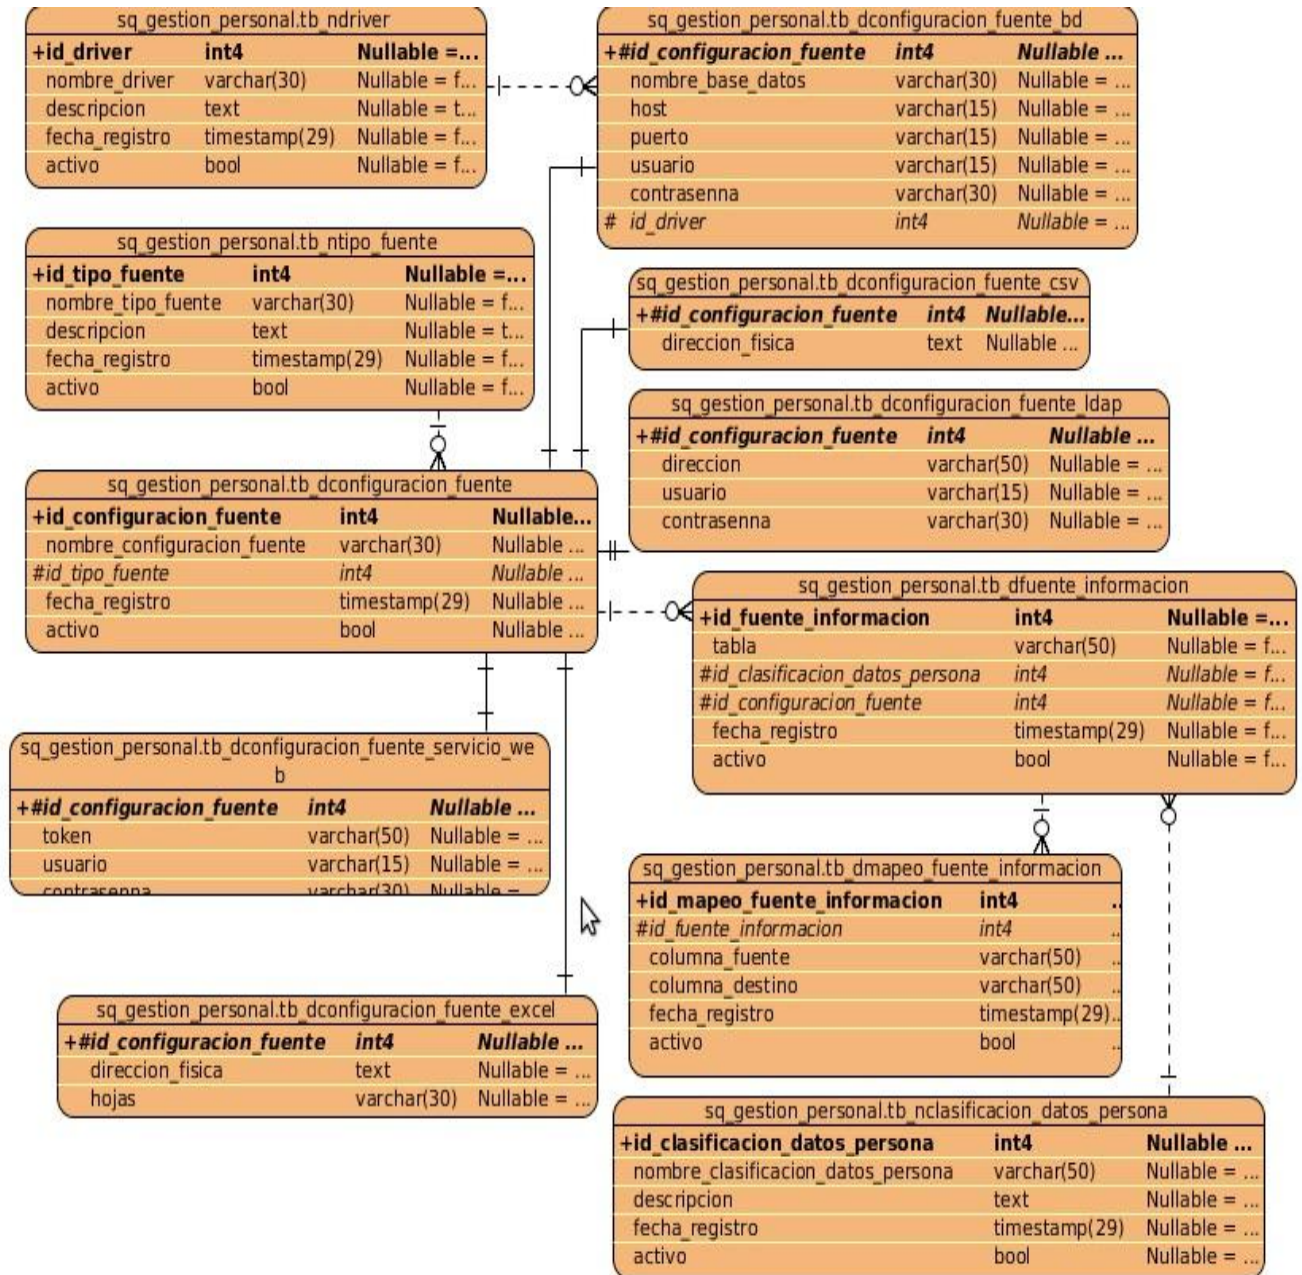 sq_gestion_personal.tb_ndriver
+id_driver int4 Nullable =...
nombre_driver varchar(30) Nullable = f...
descripcion text Nullable = t...
fecha_registro timestamp(29) Nullable = f...
activo bool Nullable = f...
sq_gestion_personal.tb_dconfiguracion_fuente_bd
+#id_configuracion_fuente int4 Nullable ...
nombre_base_datos varchar(30) Nullable = ...
host varchar(15) Nullable = ...
puerto varchar(15) Nullable = ...
usuario varchar(15) Nullable = ...
contrasenna varchar(30) Nullable = ...
# id_driver int4 Nullable = ...
sq_gestion_personal.tb_ntipo_fuente
+id_tipo_fuente int4 Nullable =...
nombre_tipo_fuente varchar(30) Nullable = f...
descripcion text Nullable = t...
fecha_registro timestamp(29) Nullable = f...
activo bool Nullable = f...
sq_gestion_personal.tb_dconfiguracion_fuente_csv
+#id_configuracion_fuente int4 Nullable...
direccion_fisica text Nullable ...
sq_gestion_personal.tb_dconfiguracion_fuente_ldap
+#id_configuracion_fuente int4 Nullable ...
direccion varchar(50) Nullable = ...
usuario varchar(15) Nullable = ...
contrasenna varchar(30) Nullable = ...
sq_gestion_personal.tb_dconfiguracion_fuente
+id_configuracion_fuente int4 Nullable...
nombre_configuracion_fuente varchar(30) Nullable ...
#id_tipo_fuente int4 Nullable ...
fecha_registro timestamp(29) Nullable ...
activo bool Nullable ...
sq_gestion_personal.tb_dfuente_informacion
+id_fuente_informacion int4 Nullable =...
tabla varchar(50) Nullable = f...
#id_clasificacion_datos_persona int4 Nullable = f...
#id_configuracion_fuente int4 Nullable = f...
fecha_registro timestamp(29) Nullable = f...
activo bool Nullable = f...
sq_gestion_personal.tb_dconfiguracion_fuente_servicio_we
b
+#id_configuracion_fuente int4 Nullable ...
token varchar(50) Nullable = ...
usuario varchar(15) Nullable = ...
contrasenna varchar(30) Nullable = ...
sq_gestion_personal.tb_dmapeo_fuente_informacion
+id_mapeo_fuente_informacion int4 ..
#id_fuente_informacion int4 ..
columna_fuente varchar(50) ..
columna_destino varchar(50) ..
fecha_registro timestamp(29)..
activo bool ..
sq_gestion_personal.tb_dconfiguracion_fuente_excel
+#id_configuracion_fuente int4 Nullable ...
direccion_fisica text Nullable = ...
hojas varchar(30) Nullable = ...
sq_gestion_personal.tb_nclasificacion_datos_persona
+id_clasificacion_datos_persona int4 Nullable ...
nombre_clasificacion_datos_persona varchar(50) Nullable = ...
descripcion text Nullable = ...
fecha_registro timestamp(29) Nullable = ...
activo bool Nullable = ...